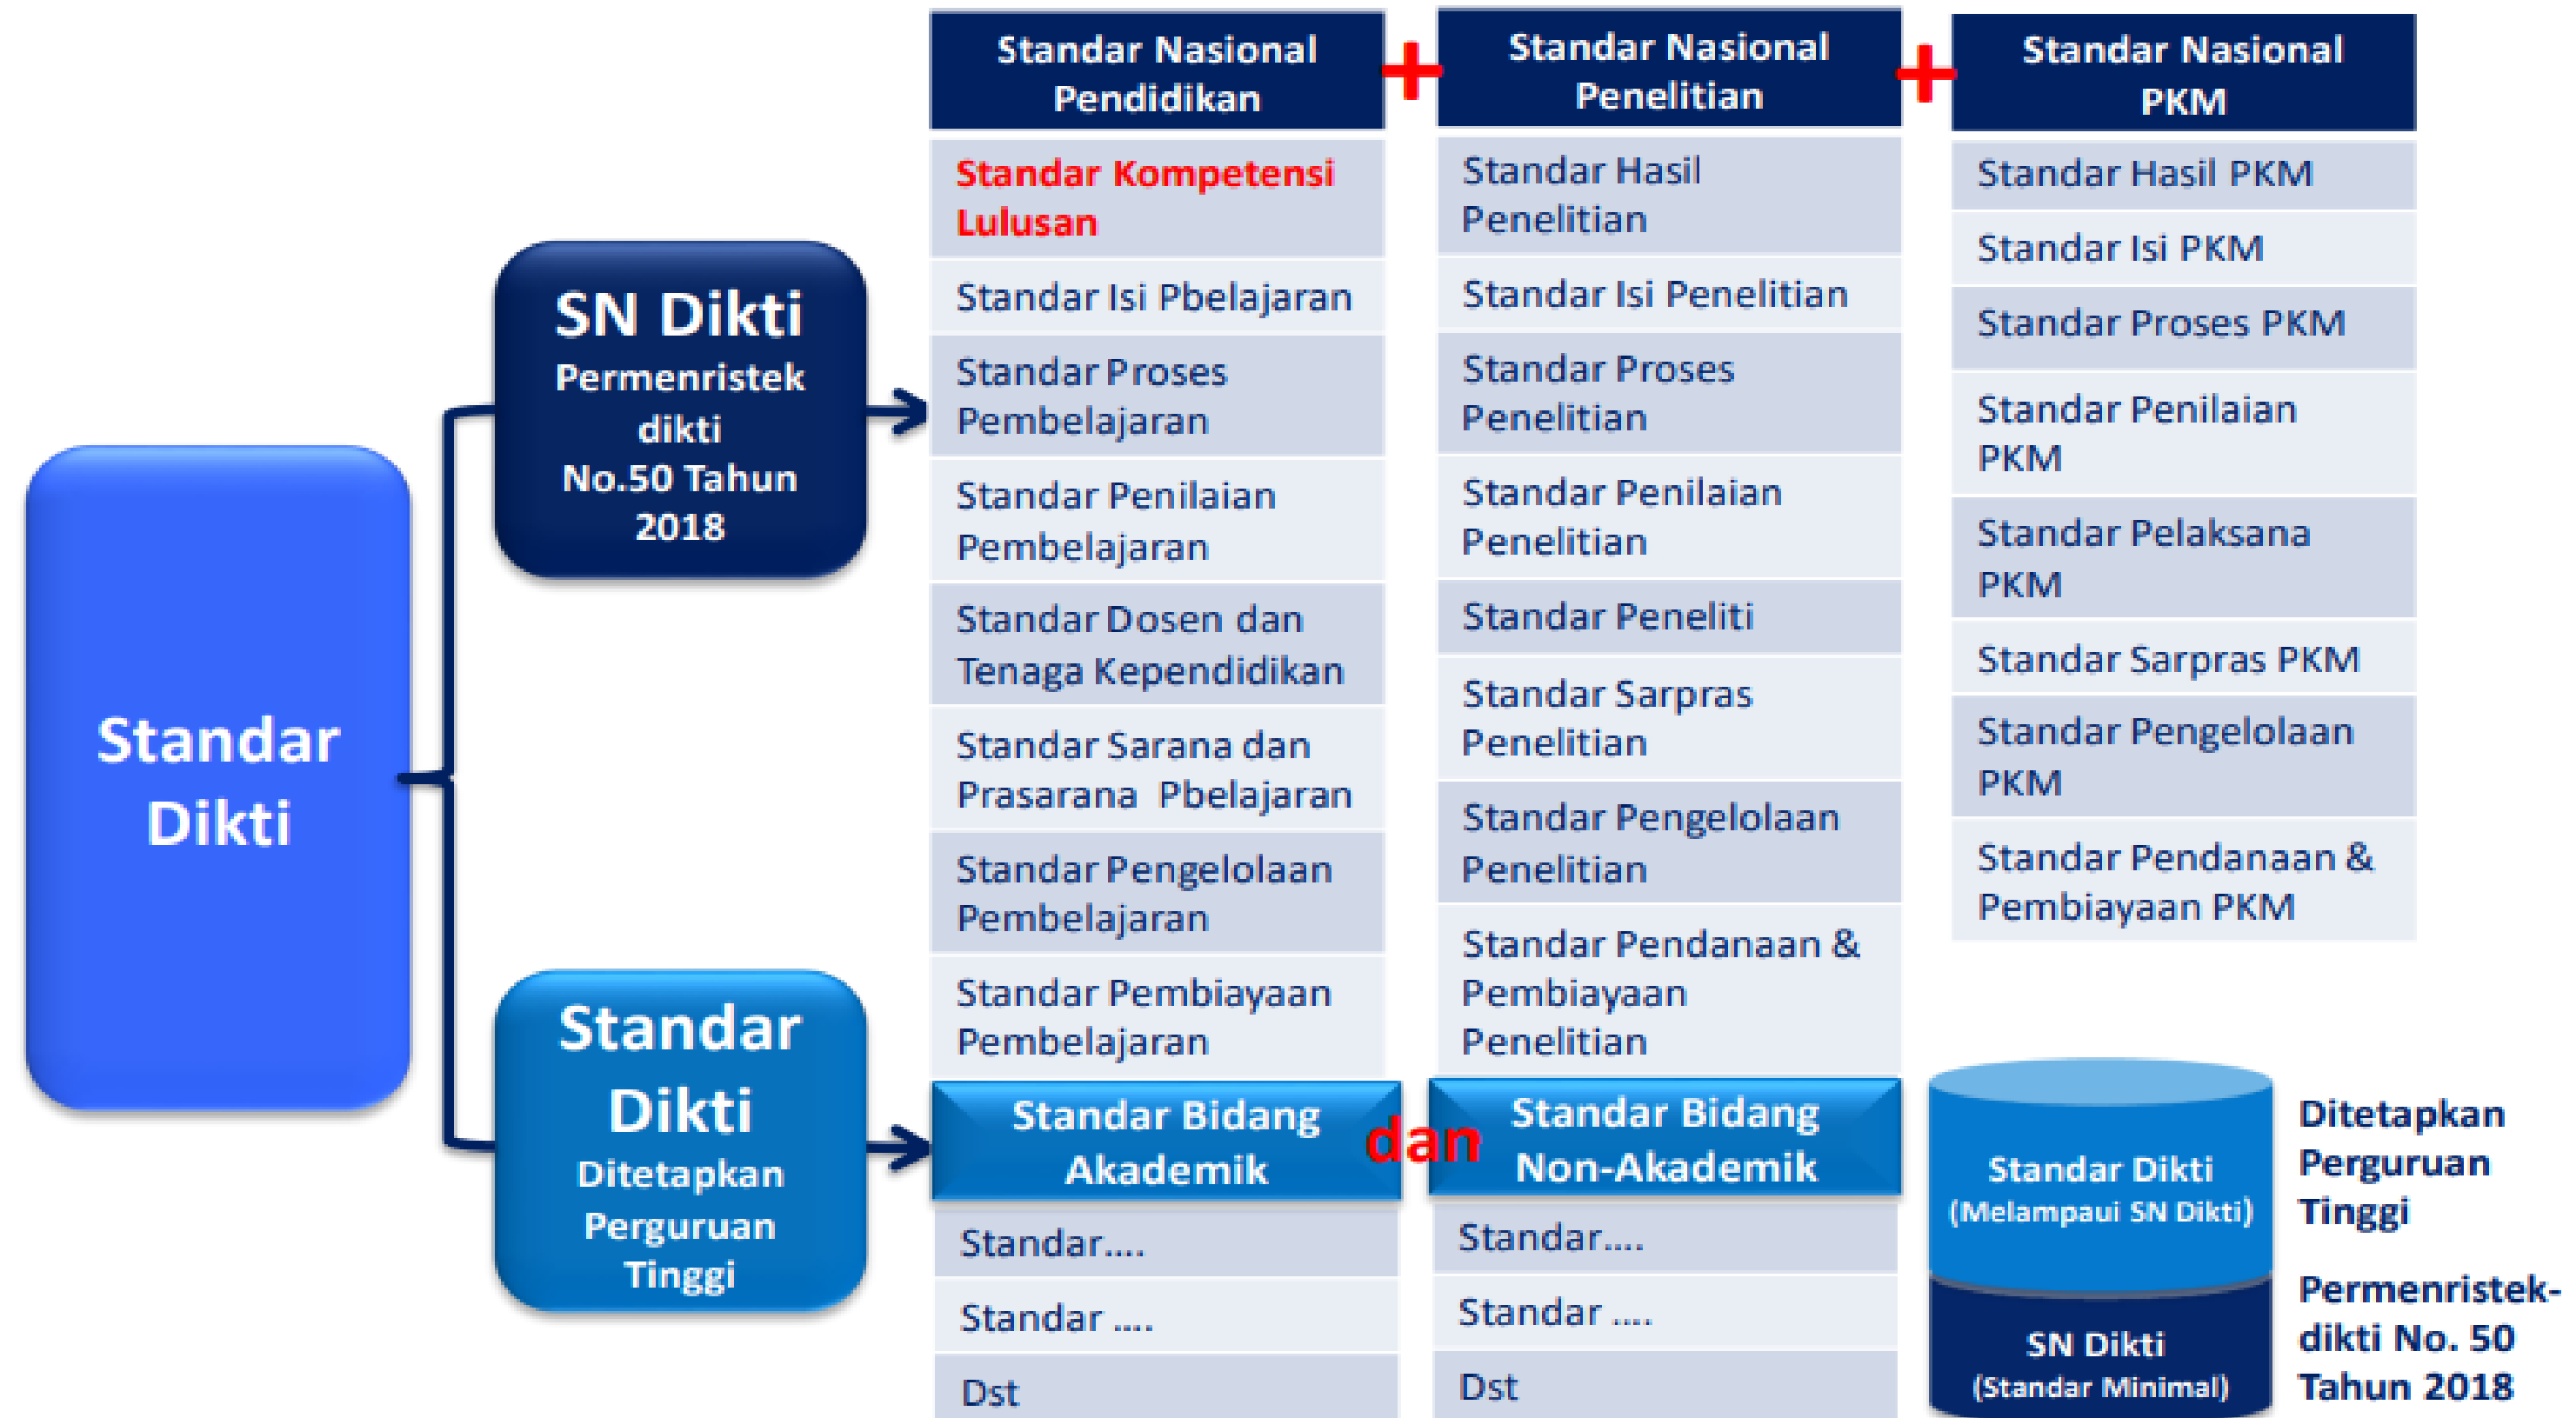 Standar
Dikti
SN Dikti
Permenristek
dikti
No.50 Tahun
2018
Standar
Dikti
Ditetapkan
Perguruan
Tinggi
Standar Nasional
Pendidikan
Standar Kompetensi
Lulusan
Standar Isi Pbelajaran
Standar Proses
Pembelajaran
Standar Penilaian
Pembelajaran
Standar Dosen dan
Tenaga Kependidikan
Standar Sarana dan
Prasarana Pbelajaran
Standar Pengelolaan
Pembelajaran
Standar Pembiayaan
Pembelajaran
+
Standar Nasional
Penelitian
Standar Hasil
Penelitian
Standar Isi Penelitian
Standar Proses
Penelitian
Standar Penilaian
Penelitian
Standar Peneliti
Standar Sarpras
Penelitian
Standar Pengelolaan
Penelitian
Standar Pendanaan &
Pembiayaan
Penelitian
+
Standar Nasional
PKM
Standar Hasil PKM
Standar Isi PKM
Standar Proses PKM
Standar Penilaian
PKM
Standar Pelaksana
PKM
Standar Sarpras PKM
Standar Pengelolaan
PKM
Standar Pendanaan &
Pembiayaan PKM
Standar Bidang
Akademik
Standar....
Standar ....
Dst
dan
Standar Bidang
Non-Akademik
Standar....
Standar ....
Dst
Standar Dikti
(Melampaui SN Dikti)
SN Dikti
(Standar Minimal)
Ditetapkan
Perguruan
Tinggi
Permenristek-
dikti No. 50
Tahun 2018